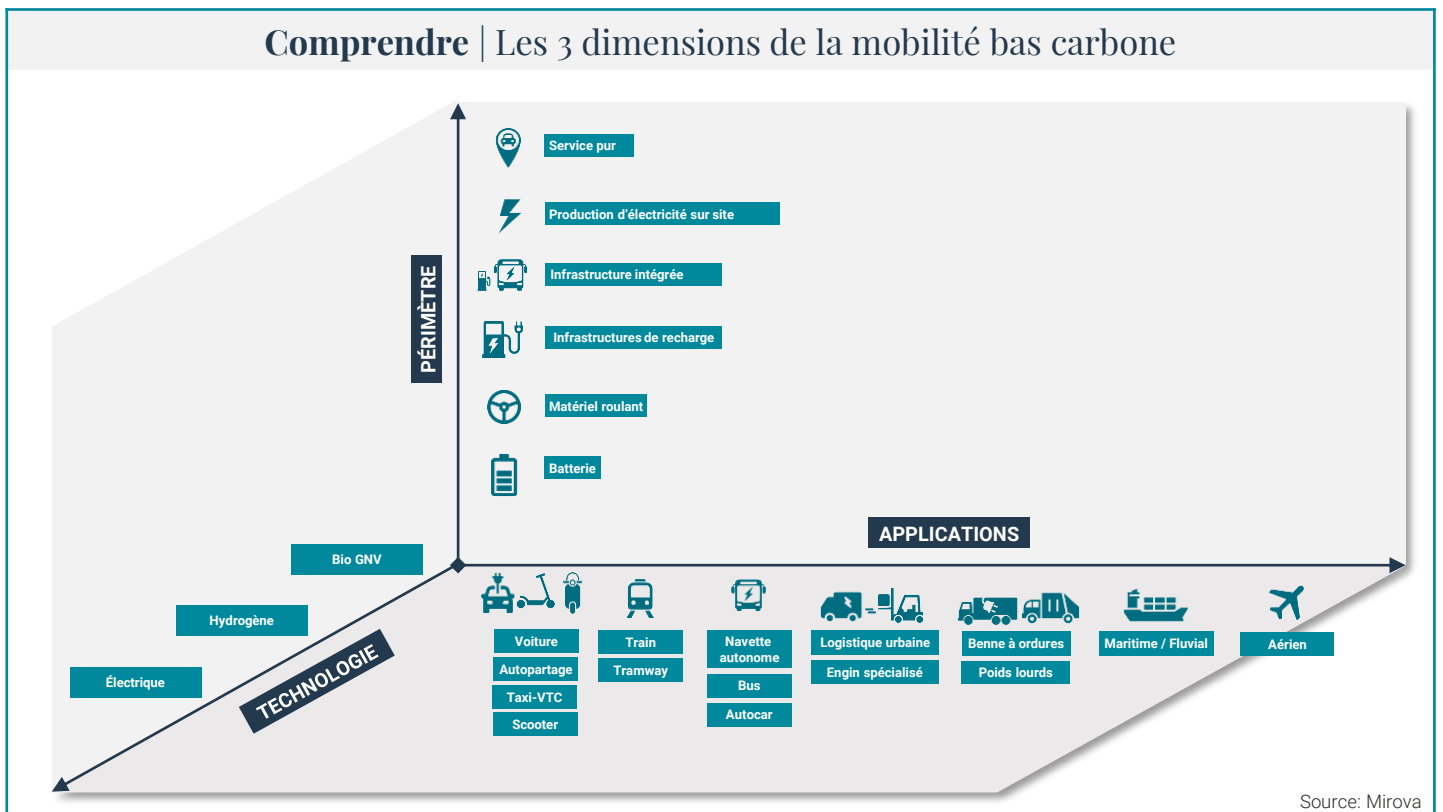 Comprendre | Les 3 dimensions de la mobilité bas carbone
Service pur
Production d'électricité sur site
Infrastructure intégrée
Infrastructures de recharge
Matériel roulant
Batterie
PÉRIMÈTRE
APPLICATIONS
TECHNOLOGIE
Bio GNV
Hydrogène
Électrique
Voiture
Autopartage
Taxi-VTC
Scooter
Train
Tramway
Navette
autonome
Bus
Autocar
Logistique urbaine
Engin spécialisé
Benne à ordures
Poids lourds
Maritime / Fluvial
Aérien
Source: Mirova